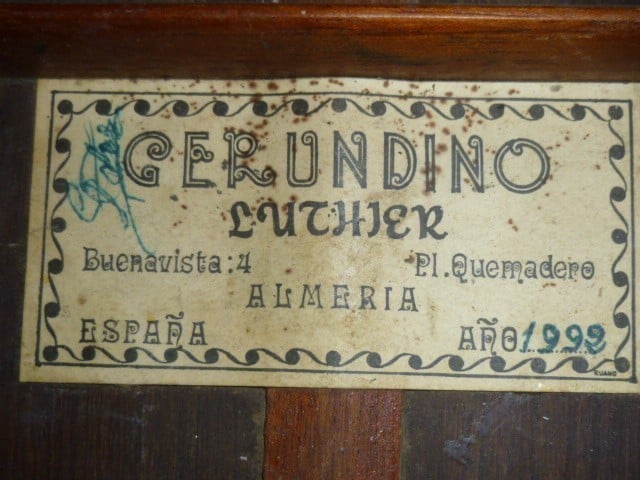 GERUNDINO
LUTHIER
Buenavista:4 Pl.Quemadero
ALMERIA
ESPAÑA AÑO 1992